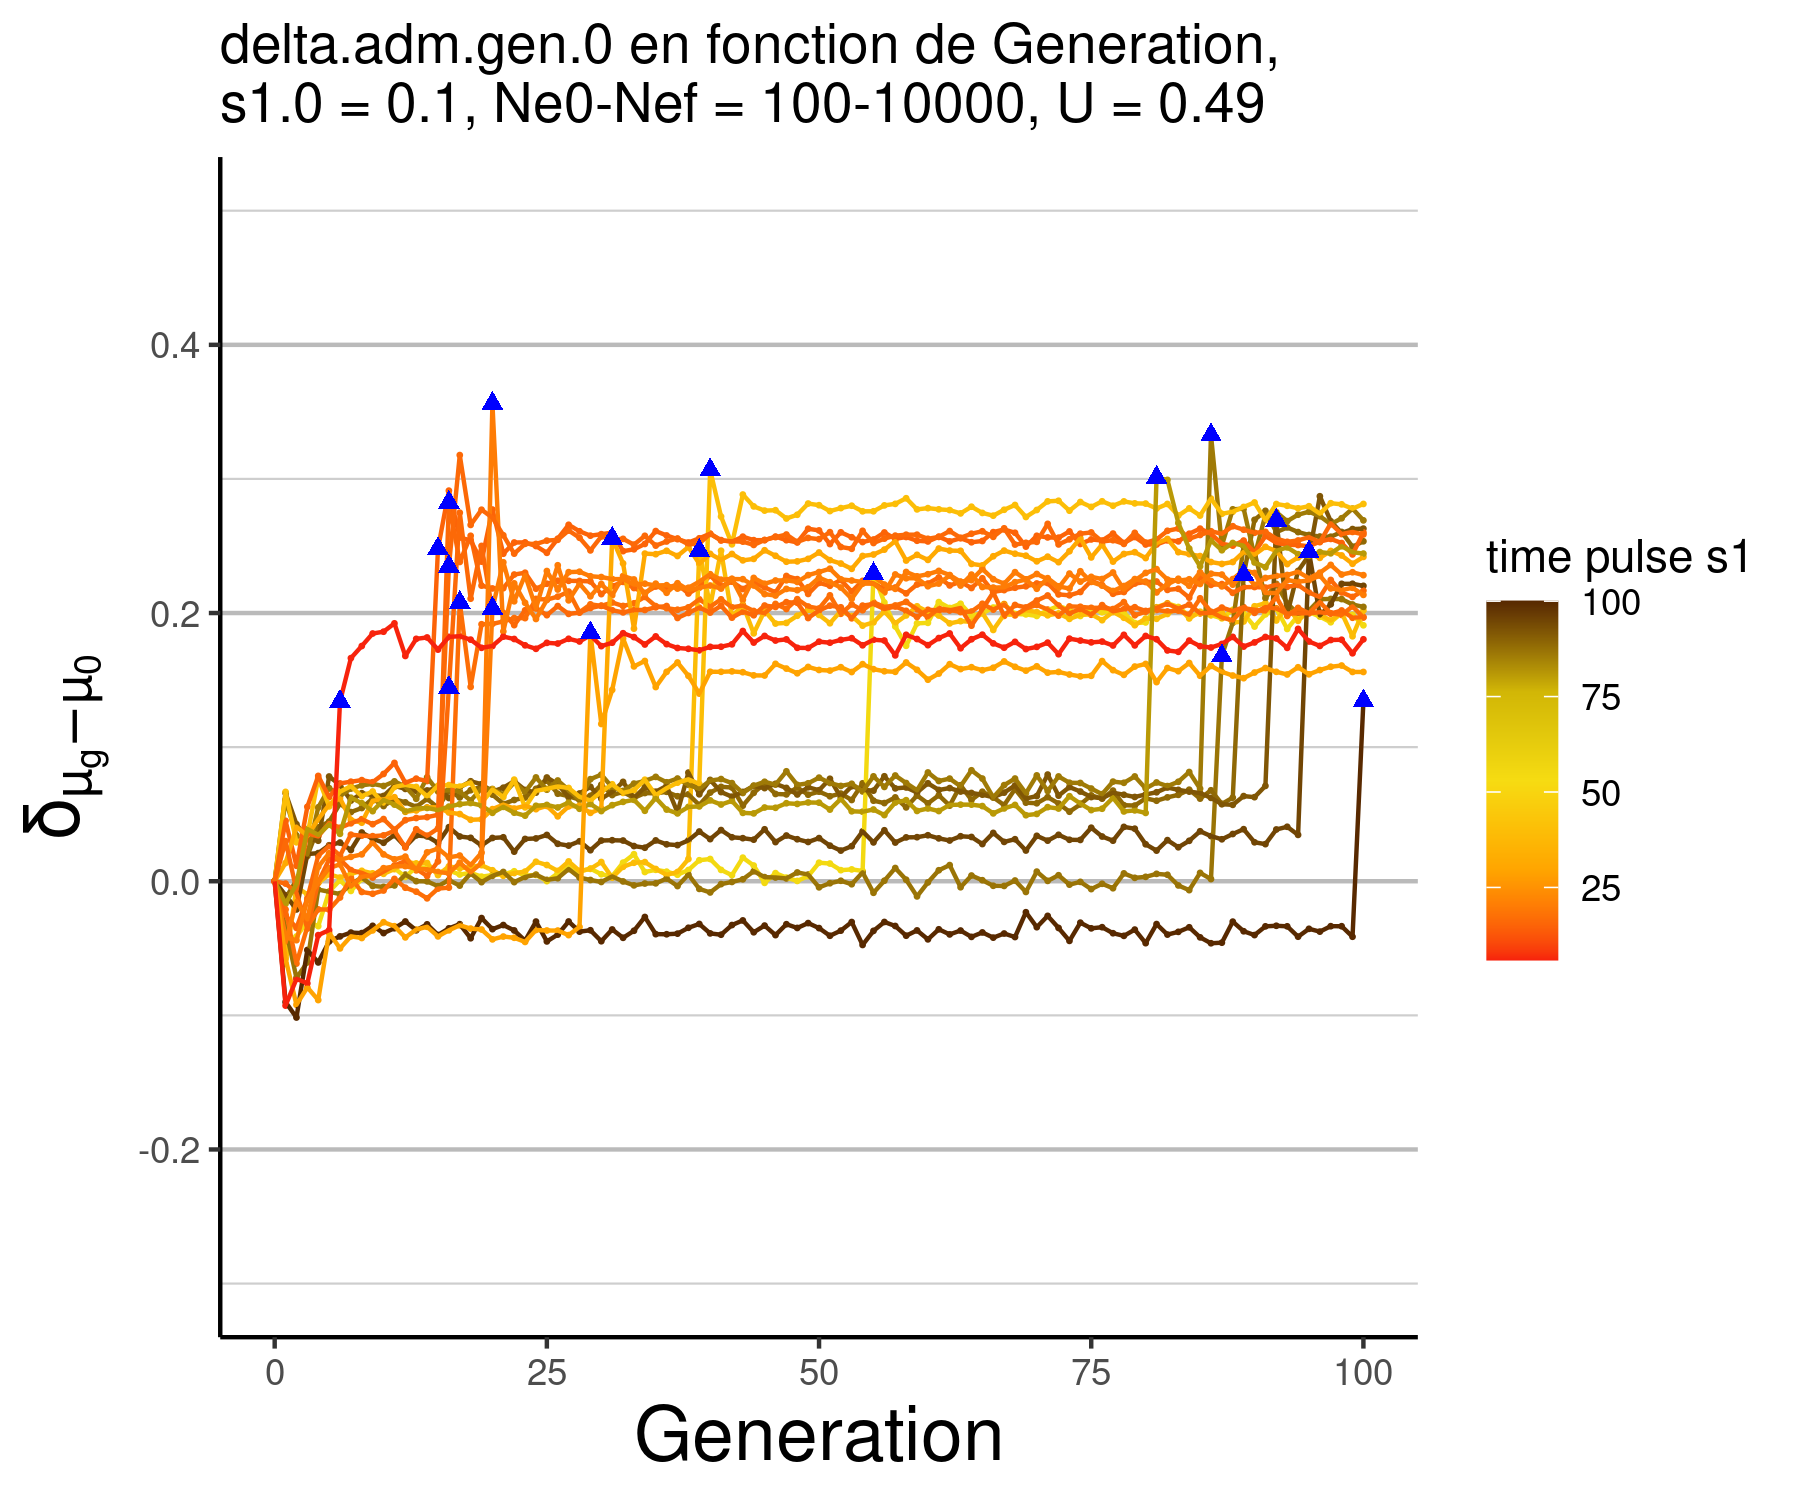 delta.adm.gen.0 en fonction de Generation,
s1.0 = 0.1, Ne0-Nef = 100-10000, U = 0.49
δμg−μ0
0.4
0.2
0.0
-0.2
0 25 50 75 100
Generation
time pulse s1
100
75
50
25